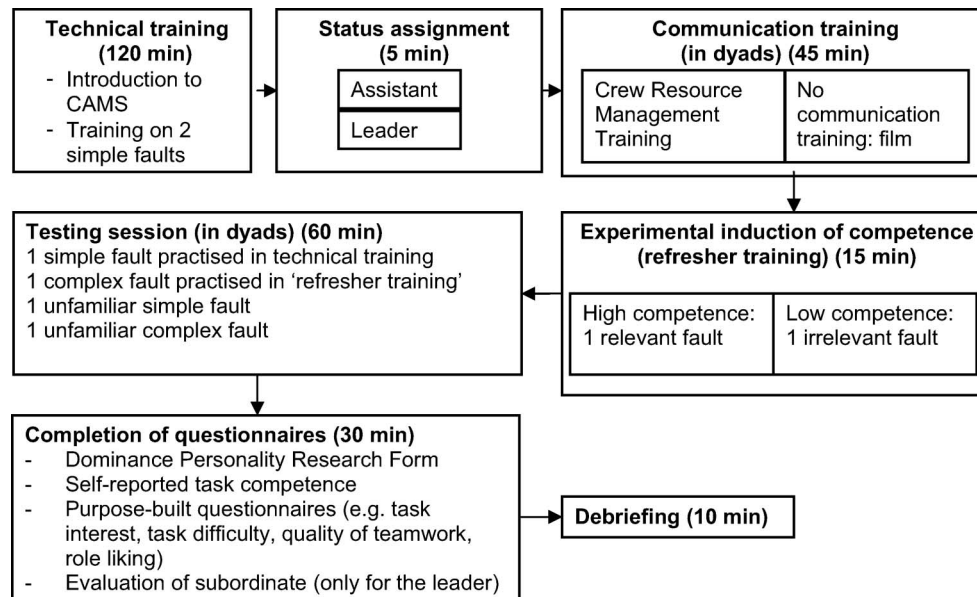 Technical training
(120 min)
- Introduction to
CAMS
- Training on 2
simple faults
Status assignment
(5 min)
Assistant
Leader
Communication training
(in dyads) (45 min)
Crew Resource
Management
Training
No
communication
training: film
Experimental induction of competence
(refresher training) (15 min)
High competence:
1 relevant fault
Low competence:
1 irrelevant fault
Testing session (in dyads) (60 min)
1 simple fault practised in technical training
1 complex fault practised in ‘refresher training’
1 unfamiliar simple fault
1 unfamiliar complex fault
Completion of questionnaires (30 min)
- Dominance Personality Research Form
- Self-reported task competence
- Purpose-built questionnaires (e.g. task
interest, task difficulty, quality of teamwork,
role liking)
- Evaluation of subordinate (only for the leader)
Debriefing (10 min)